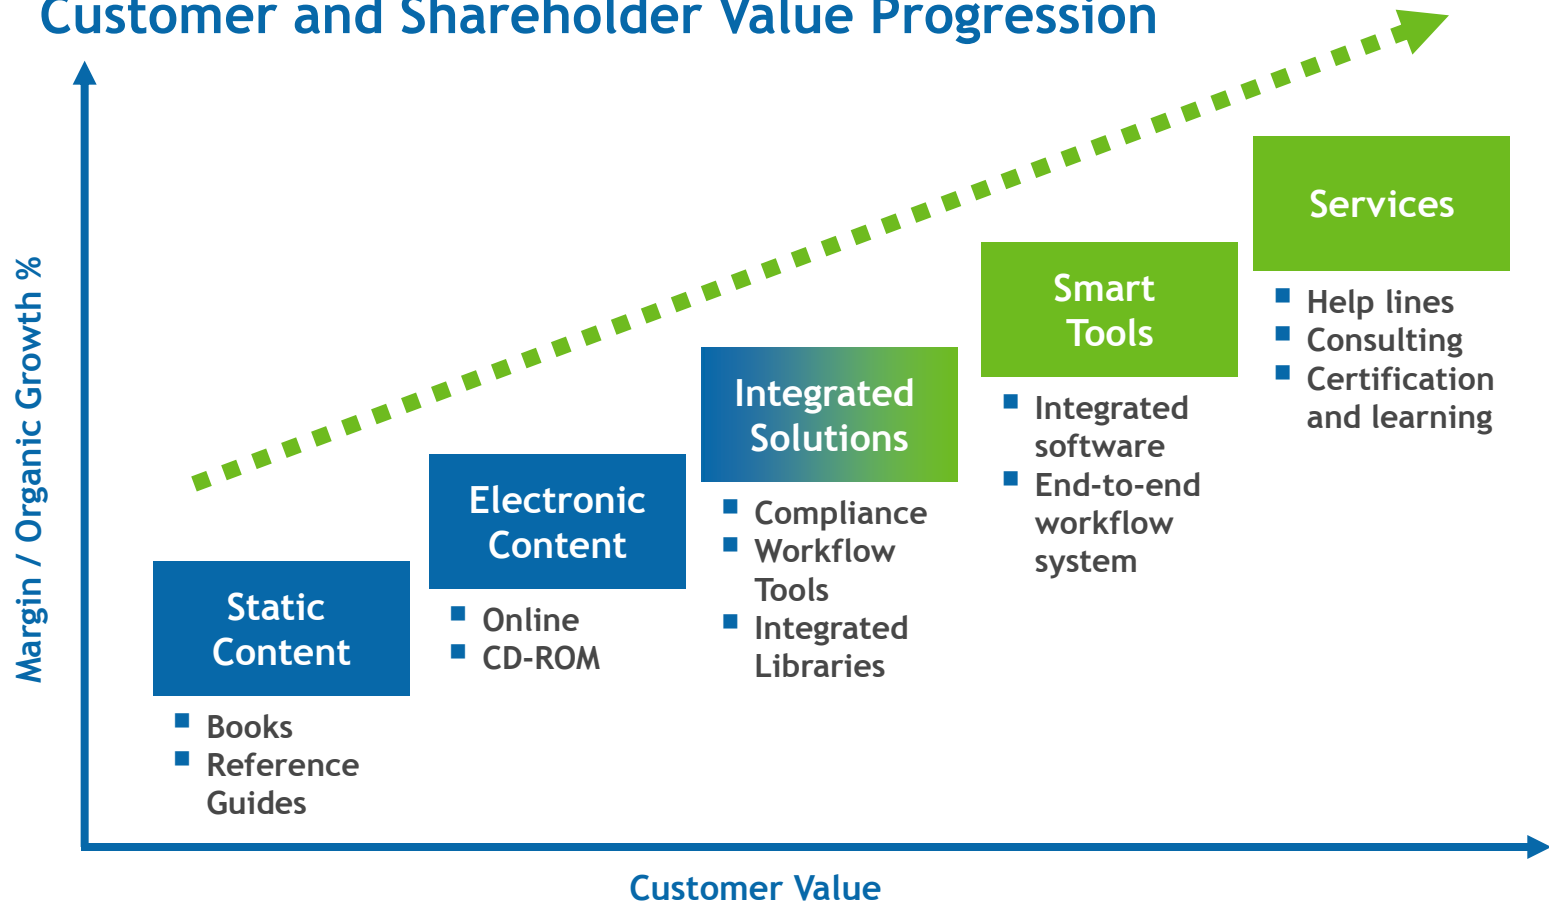 Customer and Shareholder Value Progression
Margin / Organic Growth %
Static
Content
Books
Reference
Guides
Electronic
Content
Online
CD-ROM
Integrated
Solutions
Compliance
Workflow
Tools
Integrated
Libraries
Smart
Tools
Integrated
software
End-to-end
workflow
system
Services
Help lines
Consulting
Certification
and learning
Customer Value